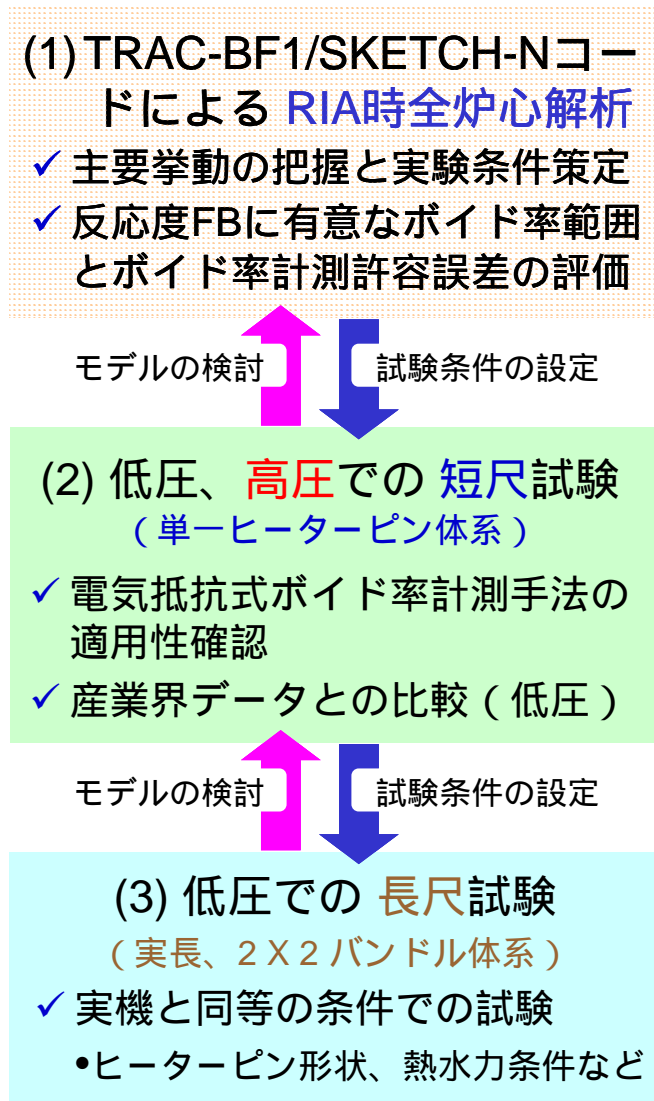 (1) TRAC-BF1/SKETCH-Nコー
ドによる RIA時全炉心解析
✓ 主要挙動の把握と実験条件策定
✓ 反応度FBに有意なボイド率範囲
とボイド率計測許容誤差の評価
モデルの検討 試験条件の設定
(2) 低圧、高圧での 短尺試験
（単一ヒーターピン体系）
✓ 電気抵抗式ボイド率計測手法の
適用性確認
✓ 産業界データとの比較（低圧）
モデルの検討 試験条件の設定
(3) 低圧での 長尺試験
（実長、2 X 2 バンドル体系）
✓ 実機と同等の条件での試験
•ヒーターピン形状、熱水力条件など